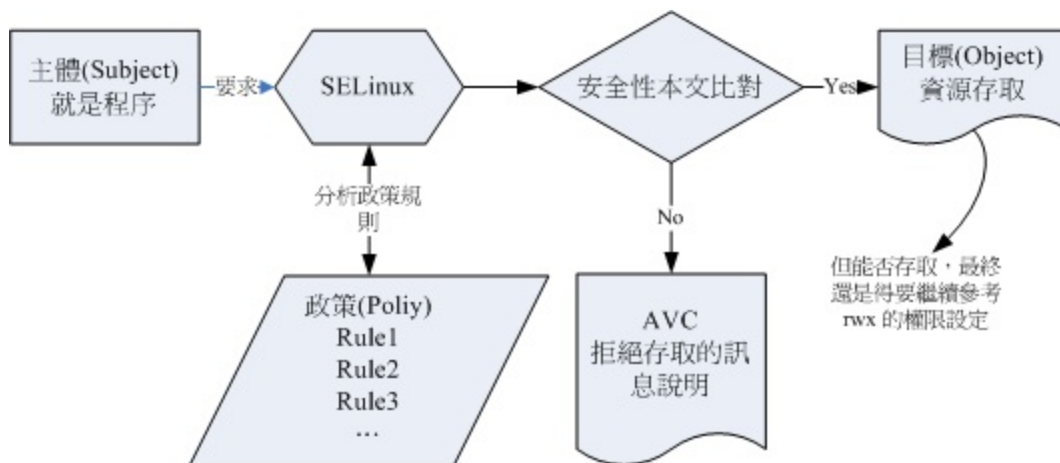 主體(Subject)
就是程序
要求
SELinux
安全性本文比對
Yes
目標(Object)
資源存取
分析政策規
則
No
但能否存取，最終
還是得要繼續參考
rwx 的權限設定
政策(Poliy)
Rule1
Rule2
Rule3
…
AVC
拒絕存取的訊
息說明